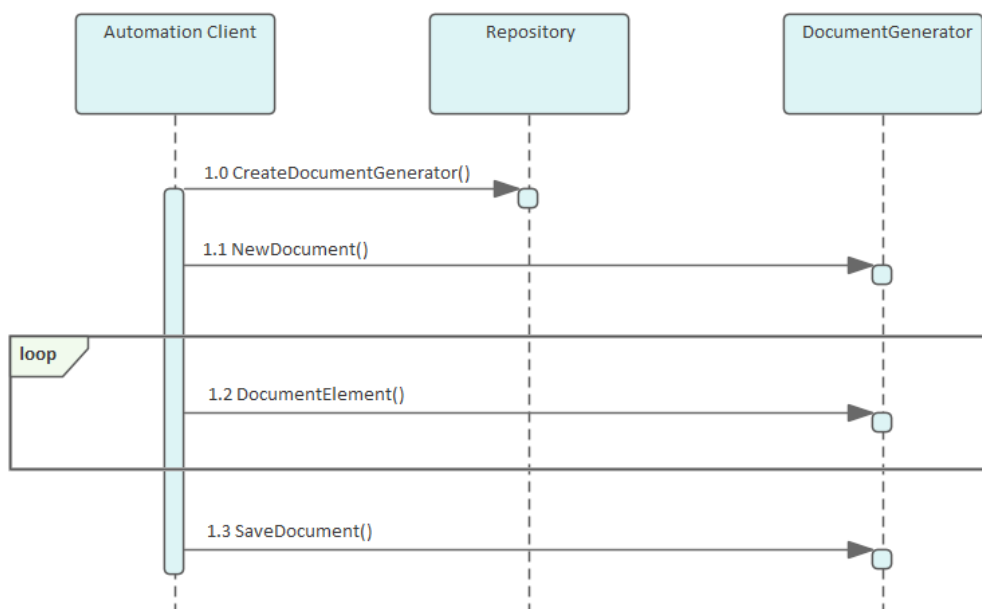 Automation Client
Repository
DocumentGenerator
1.0 CreateDocumentGenerator()
1.1 NewDocument()
loop
1.2 DocumentElement()
1.3 SaveDocument()